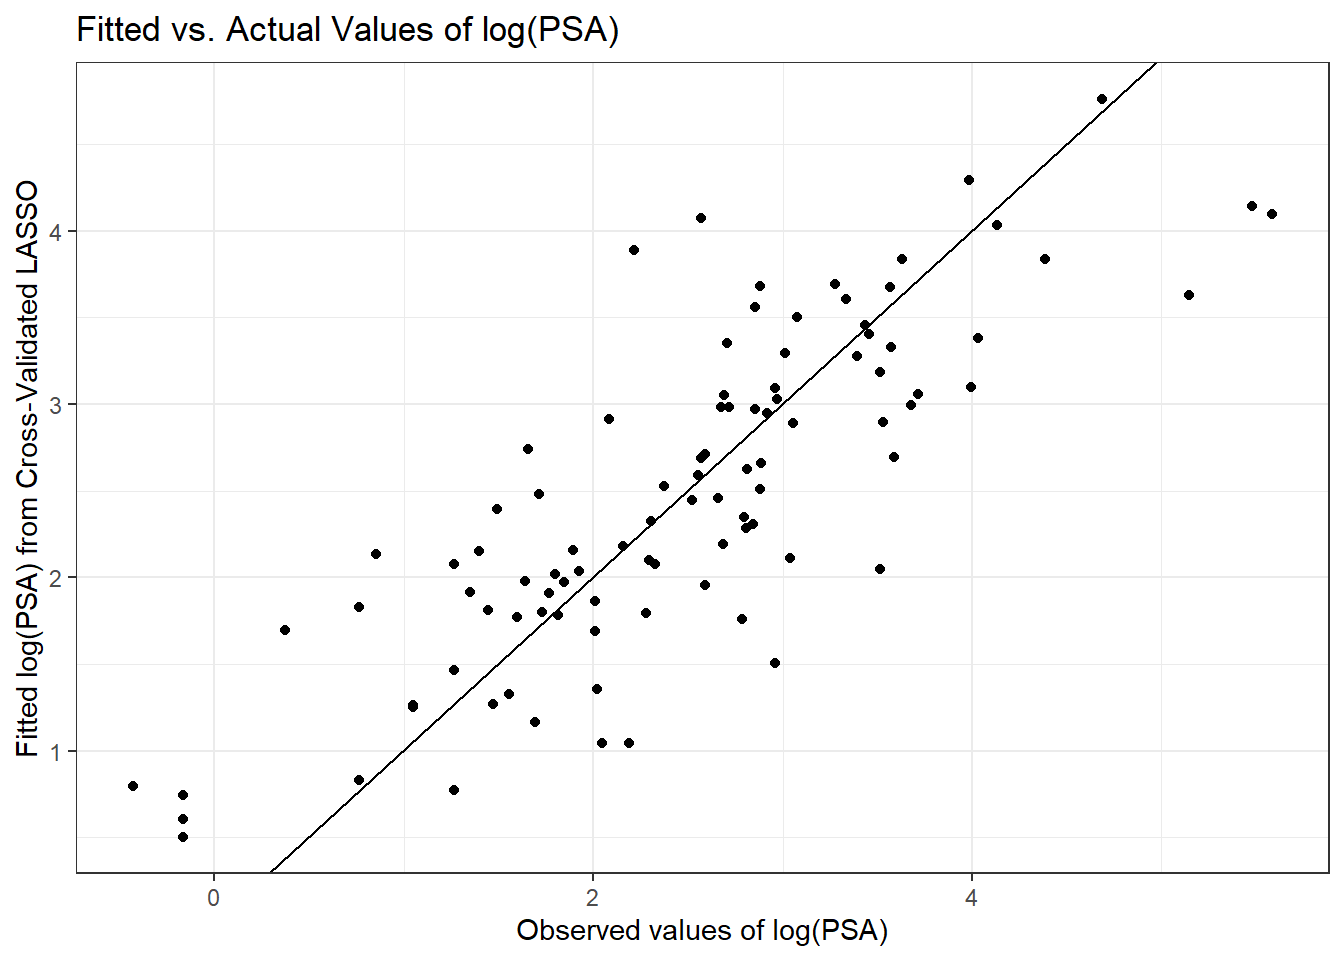 Fitted vs. Actual Values of log(PSA)
Fitted log(PSA) from Cross-Validated LASSO
4
3
2
1
0
2
4
Observed values of log(PSA)